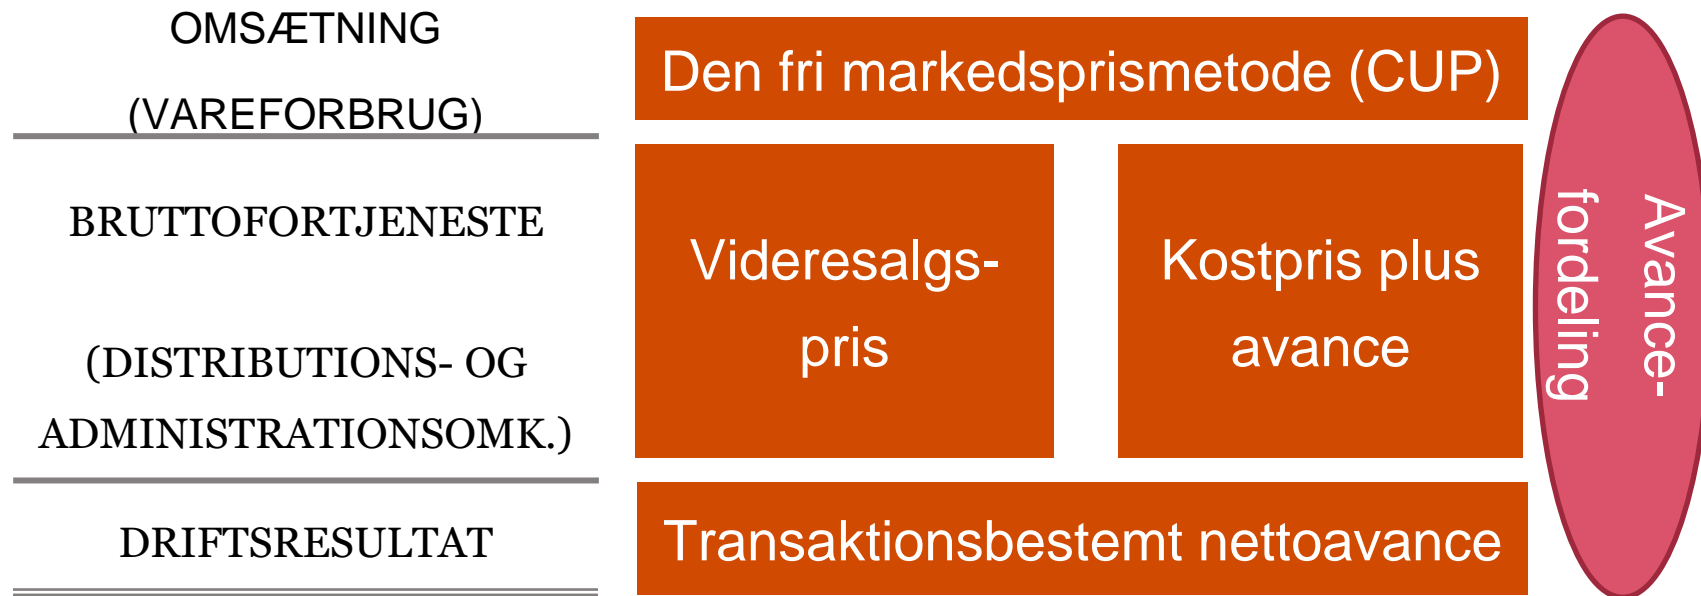 OMSÆTNING
(VAREFORBRUG)
BRUTTOFORTJENESTE
(DISTRIBUTIONS- OG
ADMINISTRATIONSOMK.)
DRIFTSRESULTAT
Den fri markedsprismetode (CUP)
Videresalgs-
pris
Kostpris plus
avance
Transaktionsbestemt nettoavance
Avance-
fordeling